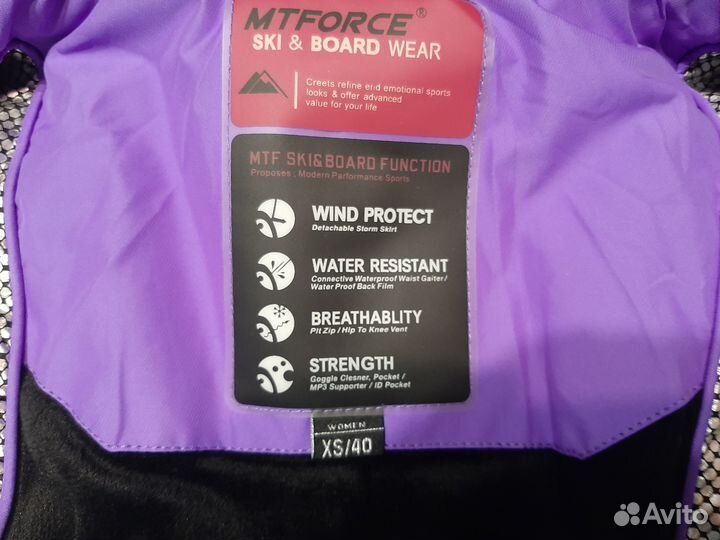 MTFORCE®
SKI & BOARD WEAR
Creets refine end emotional sports
looks & offer advanced
value for your life
MTF SKI&BOARD FUNCTION
Proposes ; Modern Parformance Sports
WIND PROTECT
Detachable Storm Skirt
WATER RESISTANT
Connective Waterproof Waist Gaiter /
Water Proof Back Film
BREATHABLITY
Pit Zip / Hip To Knee Vent
STRENGTH
Goggle Clesner, Pocket /
MP3 Supporter / ID Pocket
WOMEN
XS/40
Avito